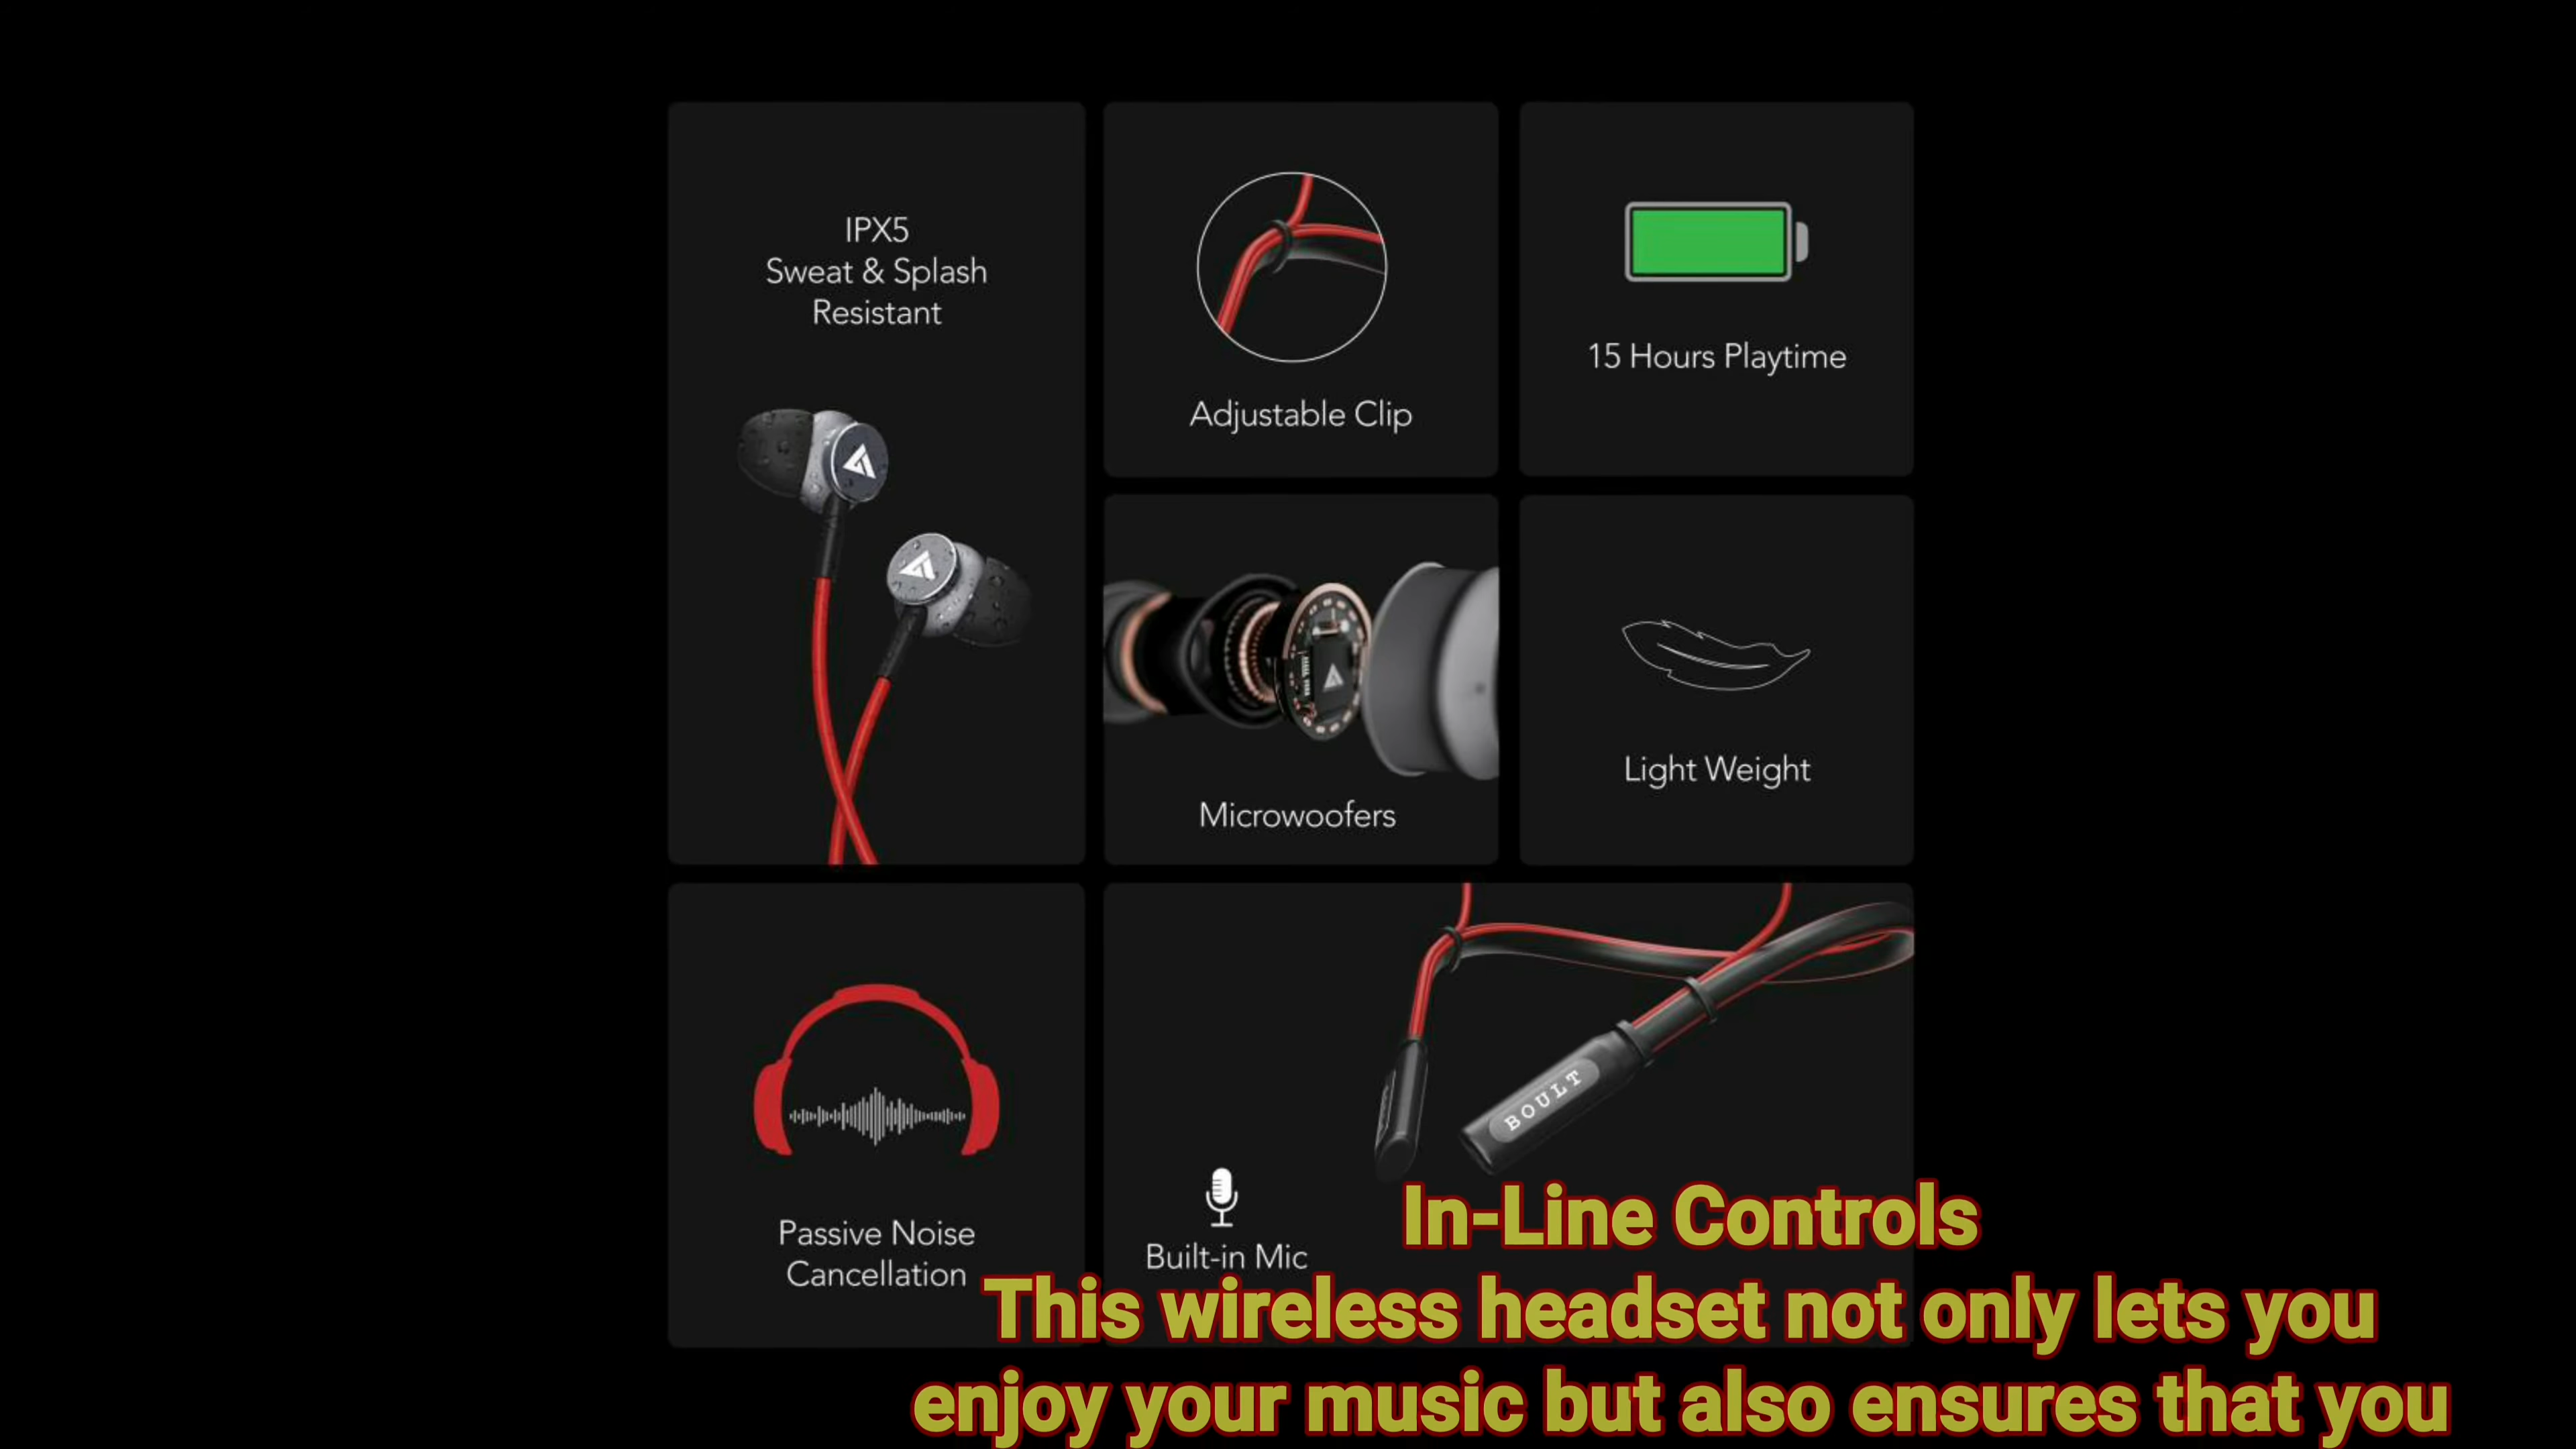 IPX5
Sweat & Splash
Resistant
Adjustable Clip
15 Hours Playtime
Microwoofers
Light Weight
Passive Noise
Cancellation
BOULT
Built-in Mic
In-Line Controls
This wireless headset not only lets you
enjoy your music but also ensures that you